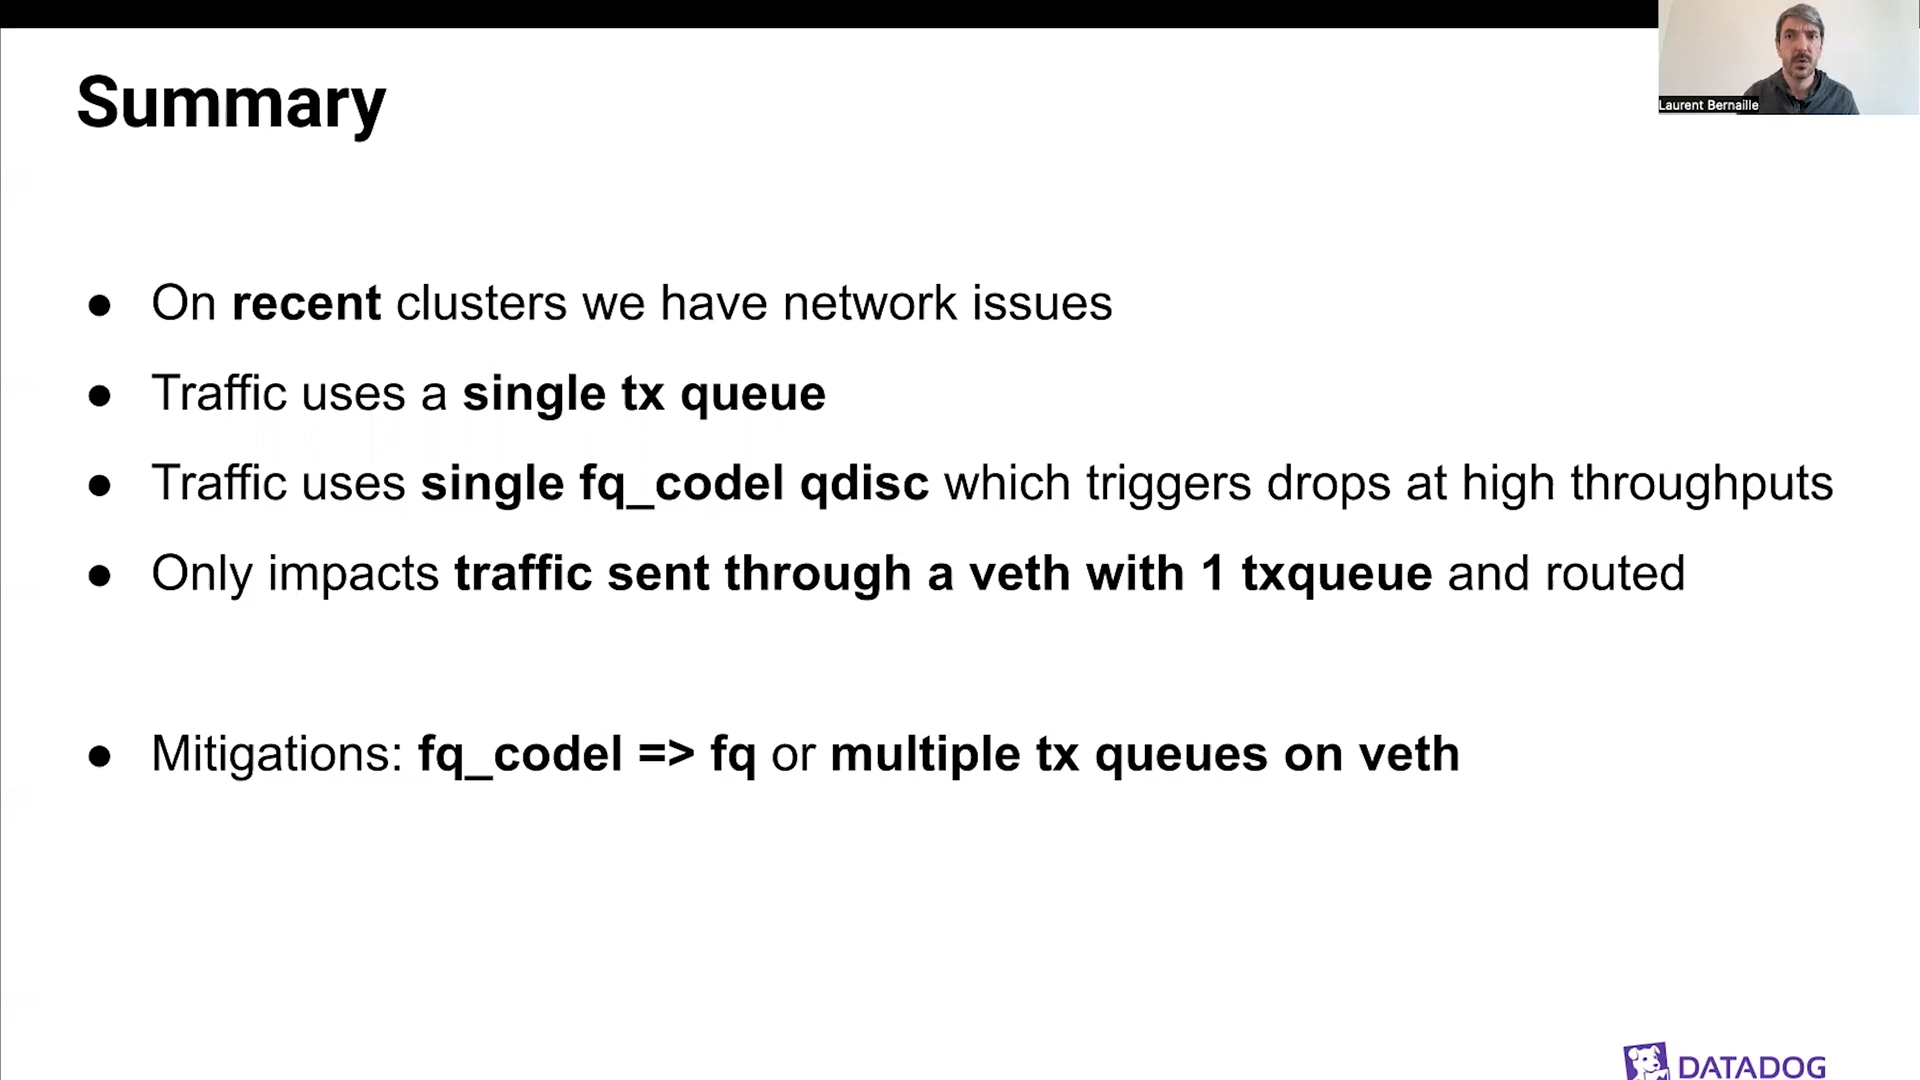 Laurent Bernaille
Summary
● On recent clusters we have network issues
● Traffic uses a single tx queue
● Traffic uses single fq_codel qdisc which triggers drops at high throughputs
● Only impacts traffic sent through a veth with 1 txqueue and routed
● Mitigations: fq_codel => fq or multiple tx queues on veth
DATADOG